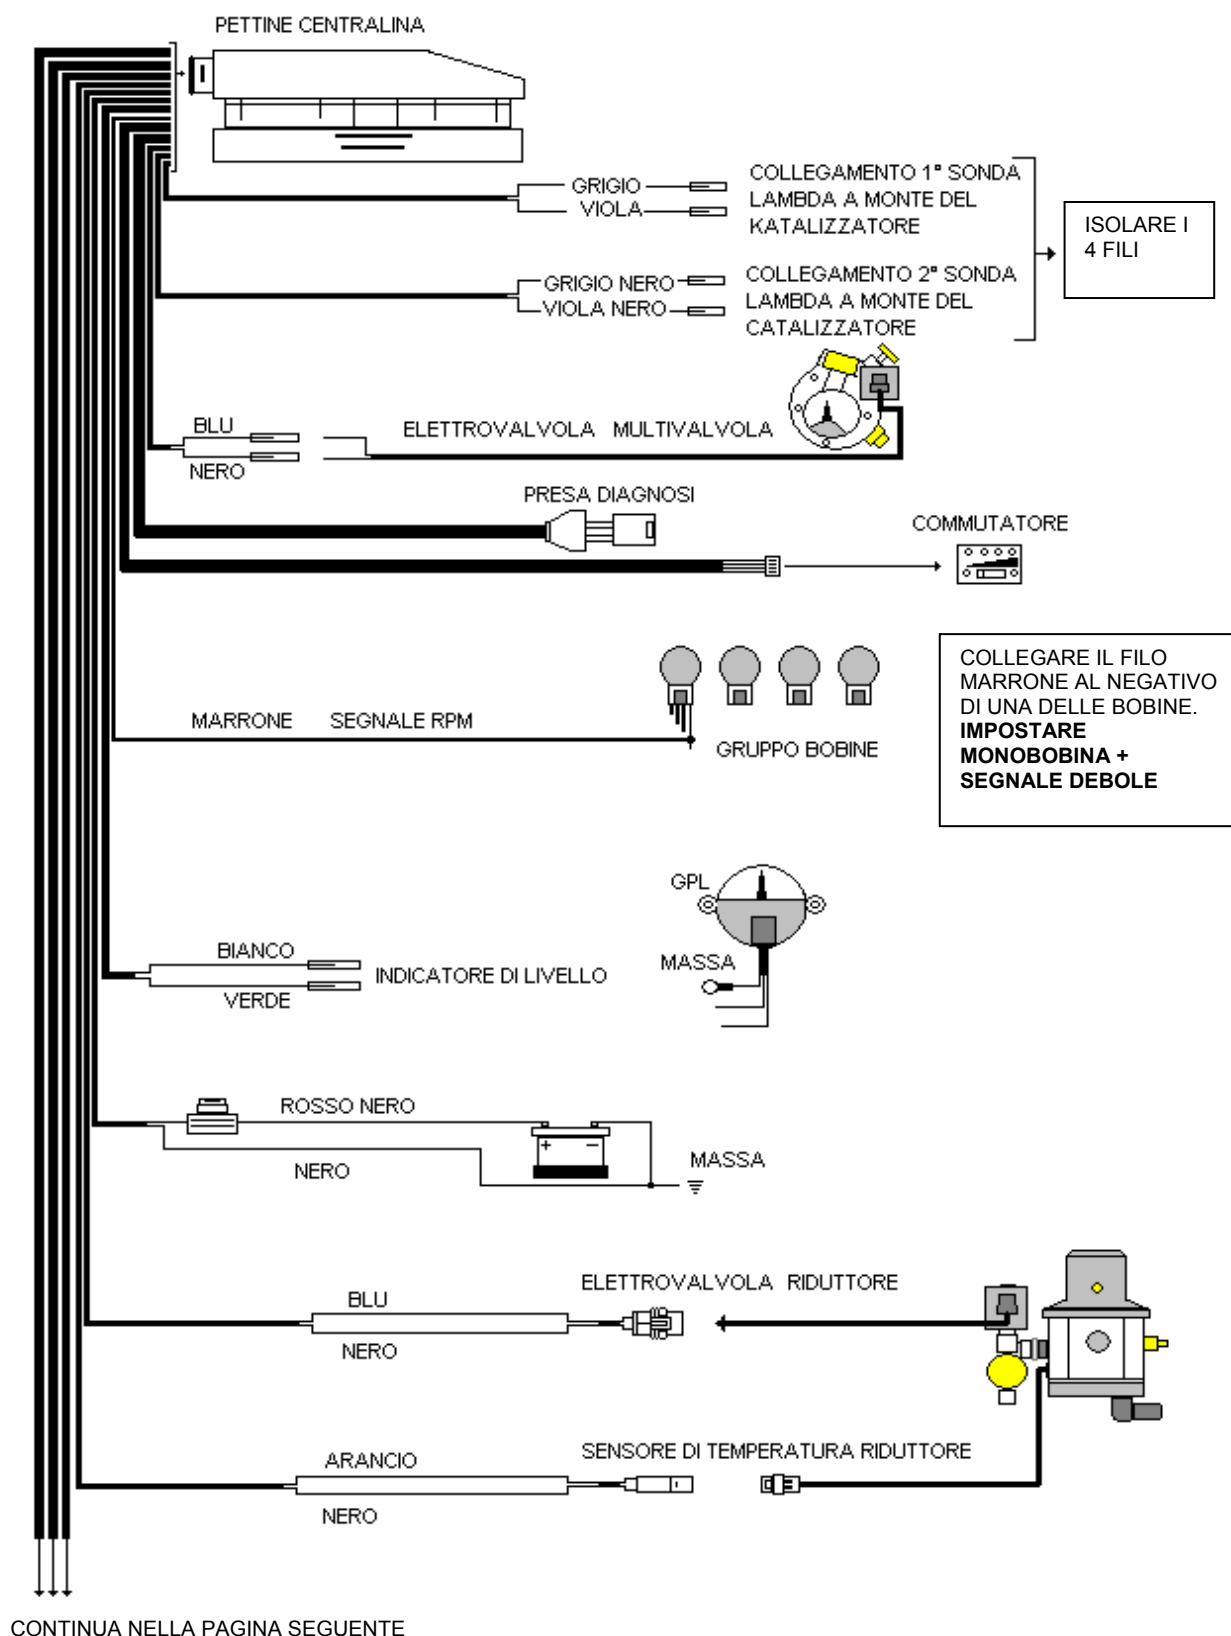 PETTINE CENTRALINA
GRIGIO
VIOLA
COLLEGAMENTO 1° SONDA
LAMBDA A MONTE DEL
KATALIZZATORE
ISOLARE I
4 FILI
GRIGIO NERO
VIOLA NERO
COLLEGAMENTO 2° SONDA
LAMBDA A MONTE DEL
CATALIZZATORE
BLU
NERO
ELETTROVALVOLA MULTIVALVOLA
PRESA DIAGNOSI
COMMUTATORE
MARRONE SEGNALE RPM
GRUPPO BOBINE
COLLEGARE IL FILO
MARRONE AL NEGATIVO
DI UNA DELLE BOBINE.
IMPOSTARE
MONOBOBINA +
SEGNALE DEBOLE
GPL
MASSA
BIANCO
VERDE
INDICATORE DI LIVELLO
ROSSO NERO
NERO
+ −
MASSA
ELETTROVALVOLA RIDUTTORE
BLU
NERO
SENSORE DI TEMPERATURA RIDUTTORE
ARANCIO
NERO
CONTINUA NELLA PAGINA SEGUENTE